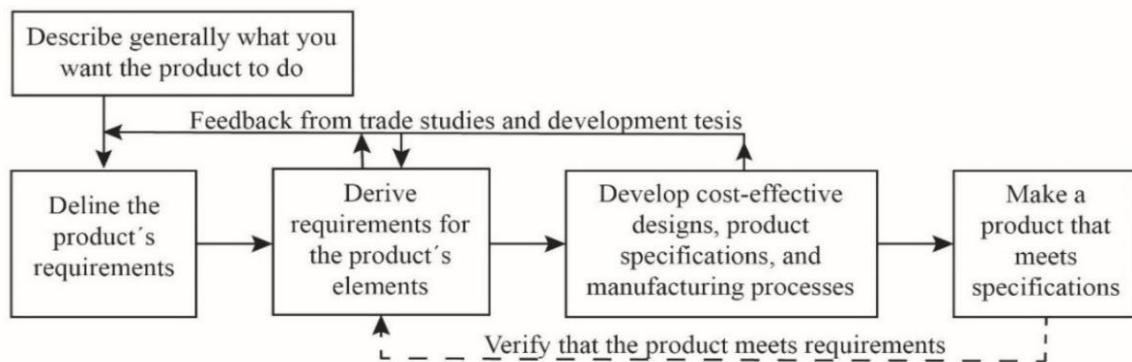 Describe generally what you
want the product to do
Feedback from trade studies and development tesis
Deline the
product´s
requirements
Derive
requirements for
the product´s
elements
Develop cost-effective
designs, product
specifications, and
manufacturing processes
Make a
product that
meets
specifications
Verify that the product meets requirements